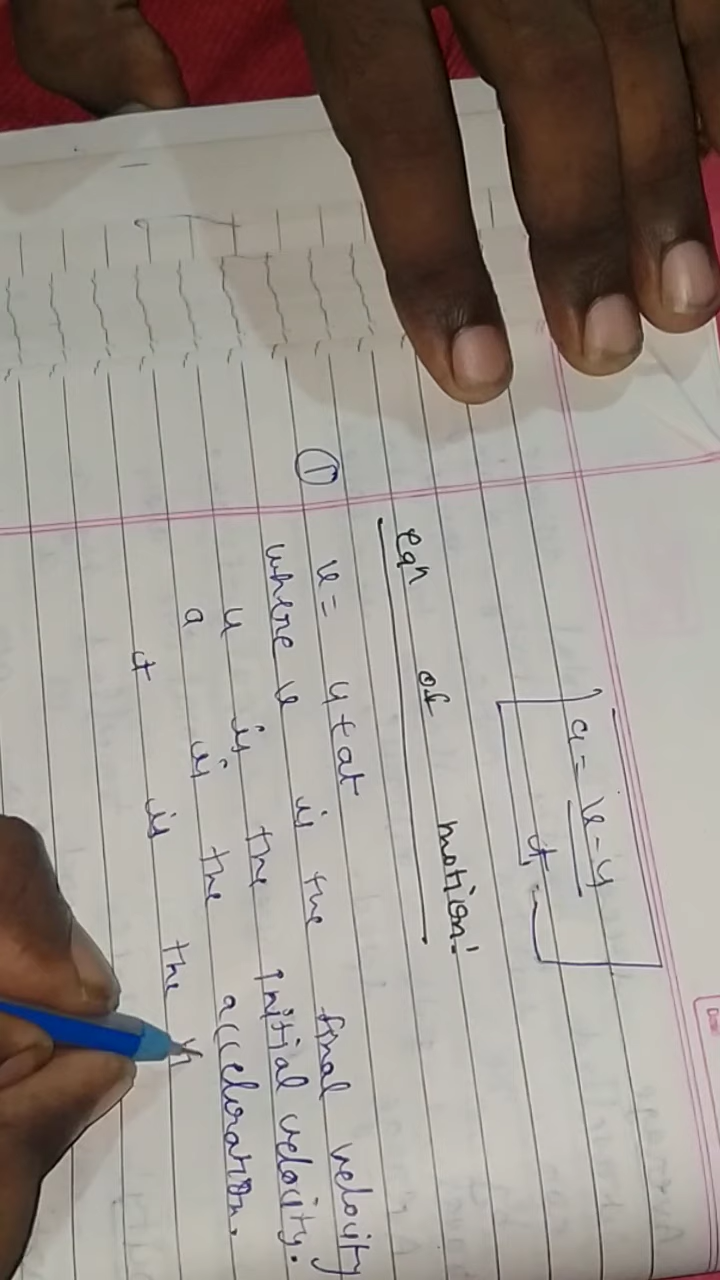 a = v-u
t
eqn of motion:
① v = u+at
where v is the final velocity
u is the initial velocity.
a is the acceleration.
t is the